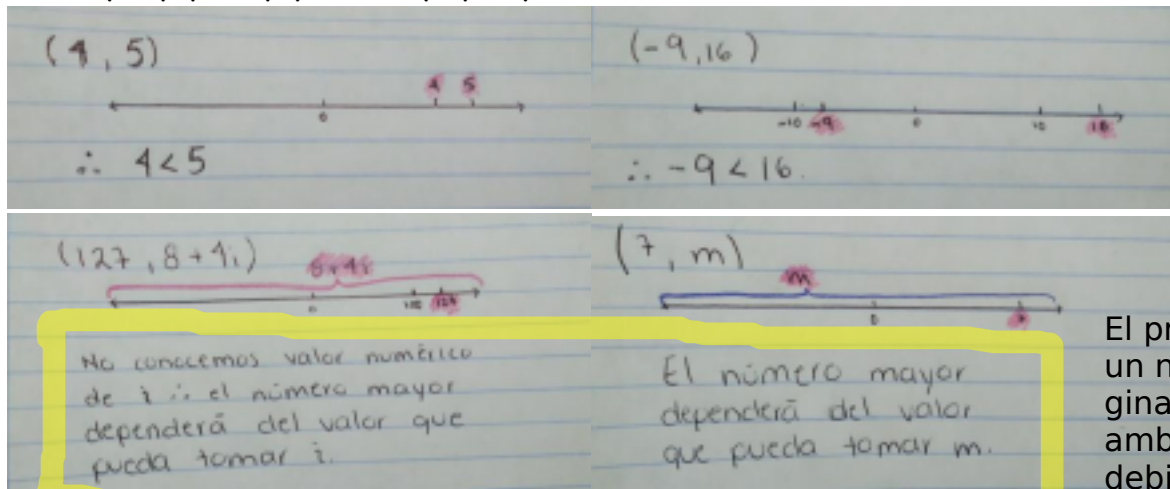 (4, 5)
4 5
0
∴ 4<5
(-9,16)
-10 -9 0 10 16
∴ -9 < 16.
(127, 8+4i)
8+4i
0
No conocemos valor numérico
de i ∴ el número mayor
dependerá del valor que
pueda tomar i.
(7, m)
m
0 7
El número mayor
dependerá del valor
que pueda tomar m.
El pr
un n
gina
amb
debi